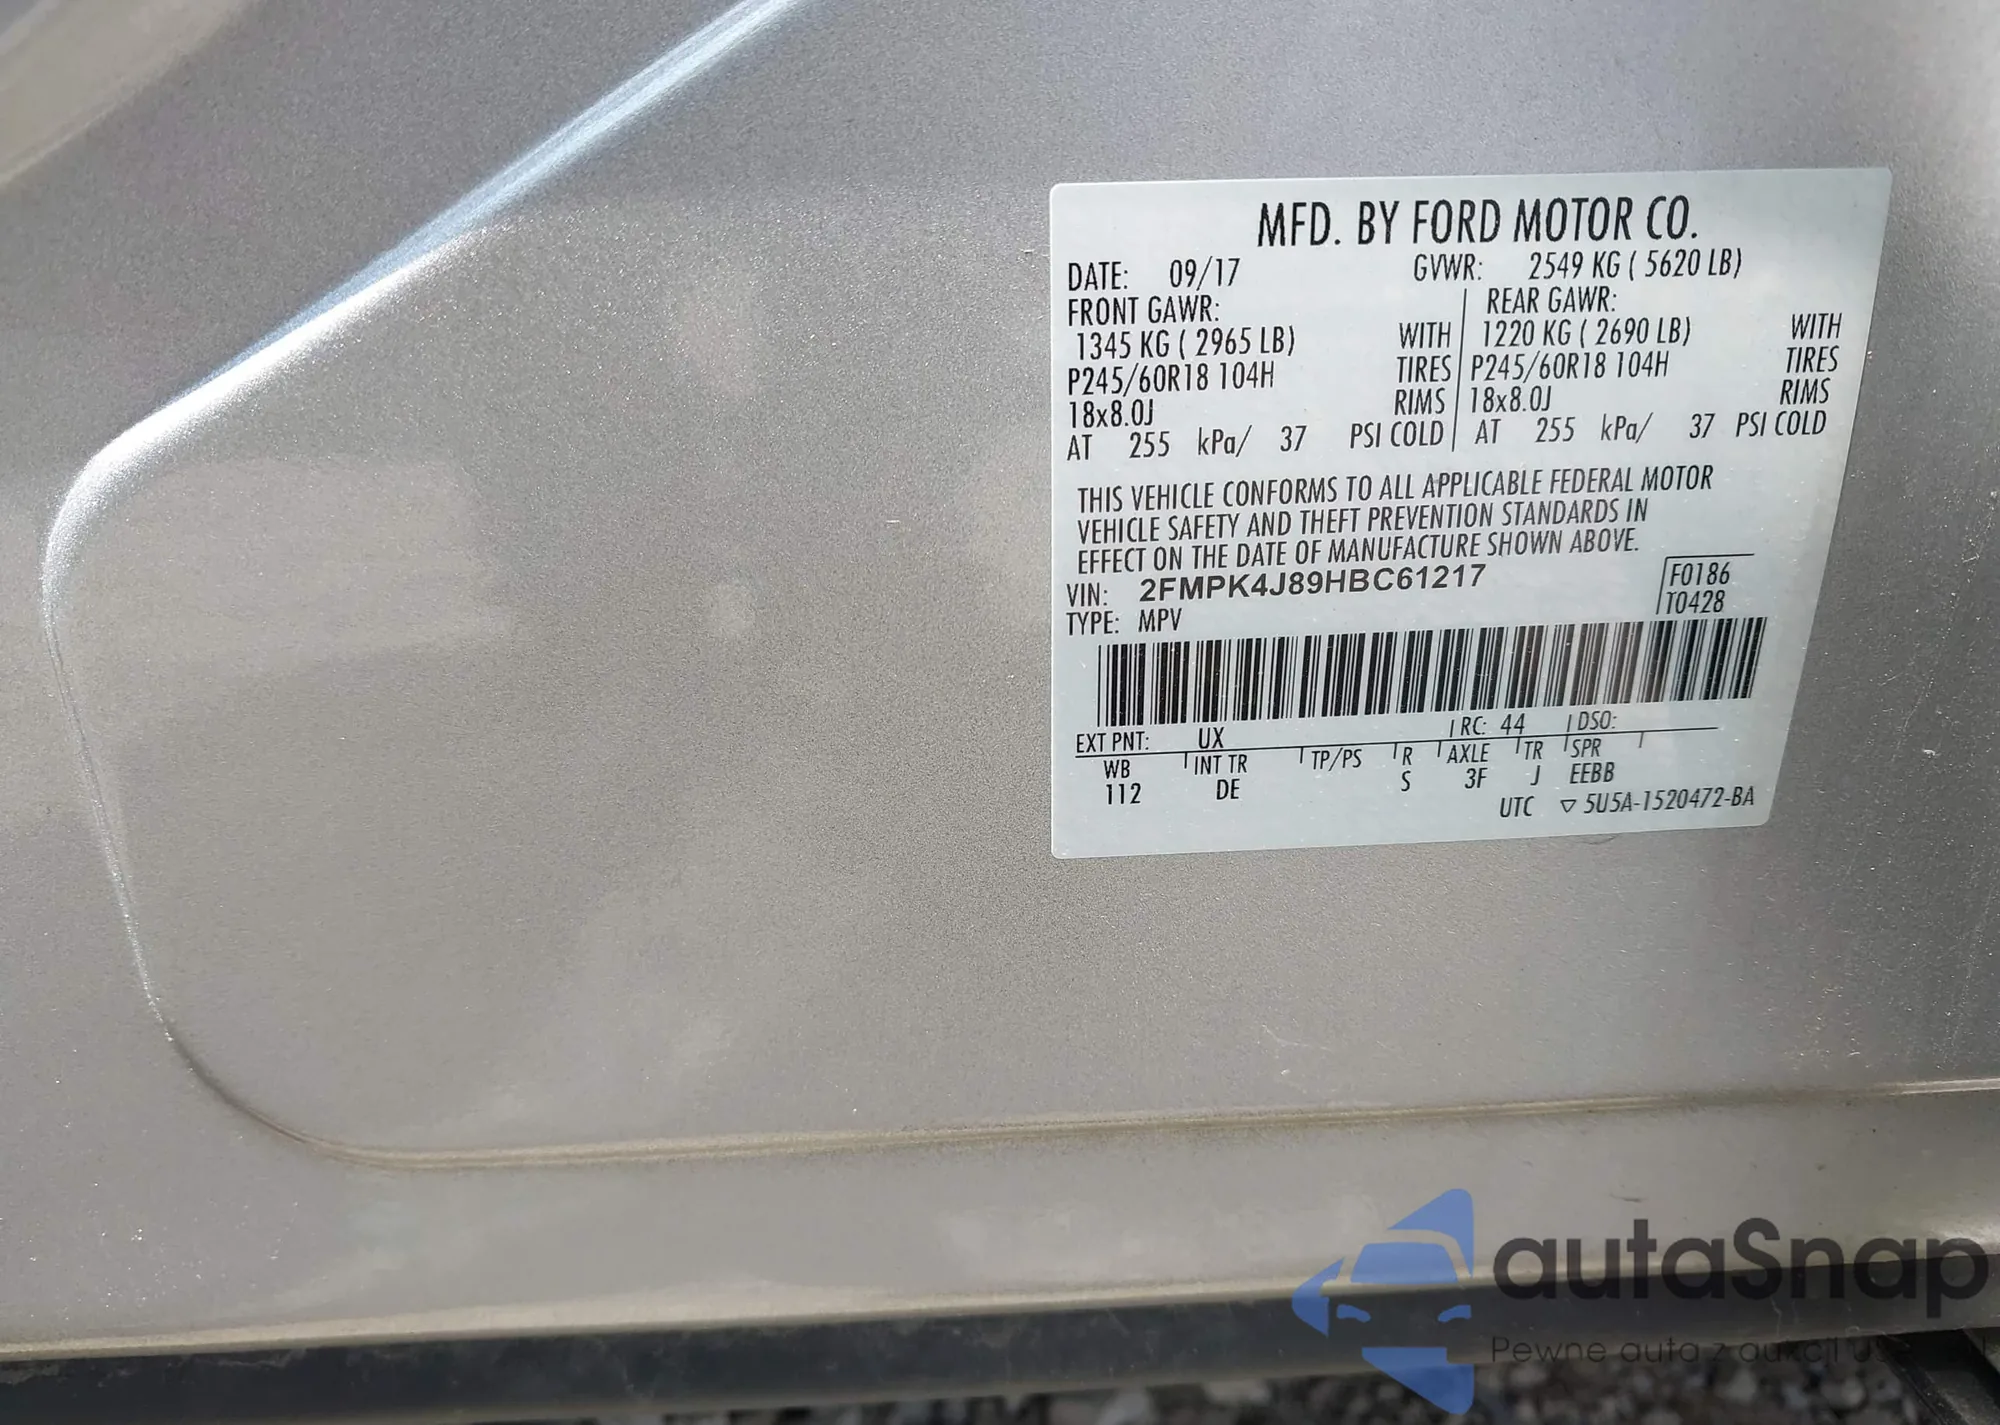 MFD. BY FORD MOTOR CO.
DATE: 09/17 GVWR: 2549 KG ( 5620 LB)
FRONT GAWR: REAR GAWR:
1345 KG ( 2965 LB) WITH 1220 KG ( 2690 LB) WITH
P245/60R18 104H TIRES P245/60R18 104H TIRES
18x8.0J RIMS 18x8.0J RIMS
AT 255 kPa/ 37 PSI COLD AT 255 kPa/ 37 PSI COLD
THIS VEHICLE CONFORMS TO ALL APPLICABLE FEDERAL MOTOR
VEHICLE SAFETY AND THEFT PREVENTION STANDARDS IN
EFFECT ON THE DATE OF MANUFACTURE SHOWN ABOVE.
VIN: 2FMPK4J89HBC61217 F0186
TYPE: MPV T0428
EXT PNT: UX RC: 44 DSO:
WB INT TR TP/PS R AXLE TR SPR
112 DE S 3F J EEBB
UTC ▽ 5U5A-1520472-BA
autaSnap
Pewne auta z aukcji